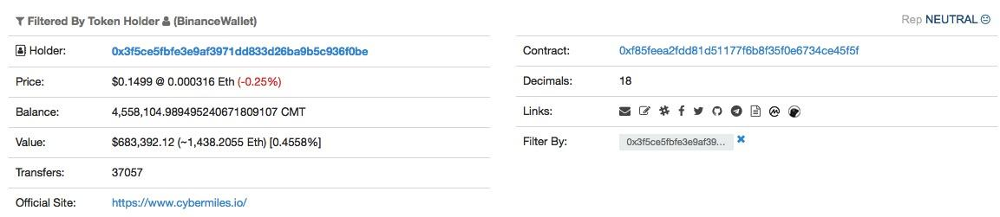 Filtered By Token Holder (BinanceWallet)
Rep NEUTRAL
Holder: 0x3f5ce5fbfe3e9af3971dd833d26ba9b5c936f0be
Contract: 0xf85feea2fdd81d51177f6b8f35f0e6734ce45f5f
Price: $0.1499 @ 0.000316 Eth (-0.25%)
Decimals: 18
Balance: 4,558,104.989495240671809107 CMT
Links:
Value: $683,392.12 (~1,438.2055 Eth) [0.4558%]
Filter By: 0x3f5ce5fbfe3e9af39...
Transfers: 37057
Official Site: https://www.cybermiles.io/